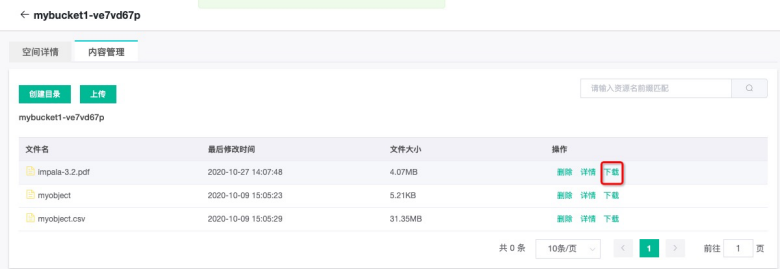 ← mybucket1-ve7vd67p
空间详情 内容管理
创建目录 上传 请输入资源名前缀匹配
mybucket1-ve7vd67p
文件名 最后修改时间 文件大小 操作
impala-3.2.pdf 2020-10-27 14:07:48 4.07MB 删除 详情 下载
myobject 2020-10-09 15:05:23 5.21KB 删除 详情 下载
myobject.csv 2020-10-09 15:05:29 31.35MB 删除 详情 下载
共 0 条 10条/页 < 1 > 前往 1 页